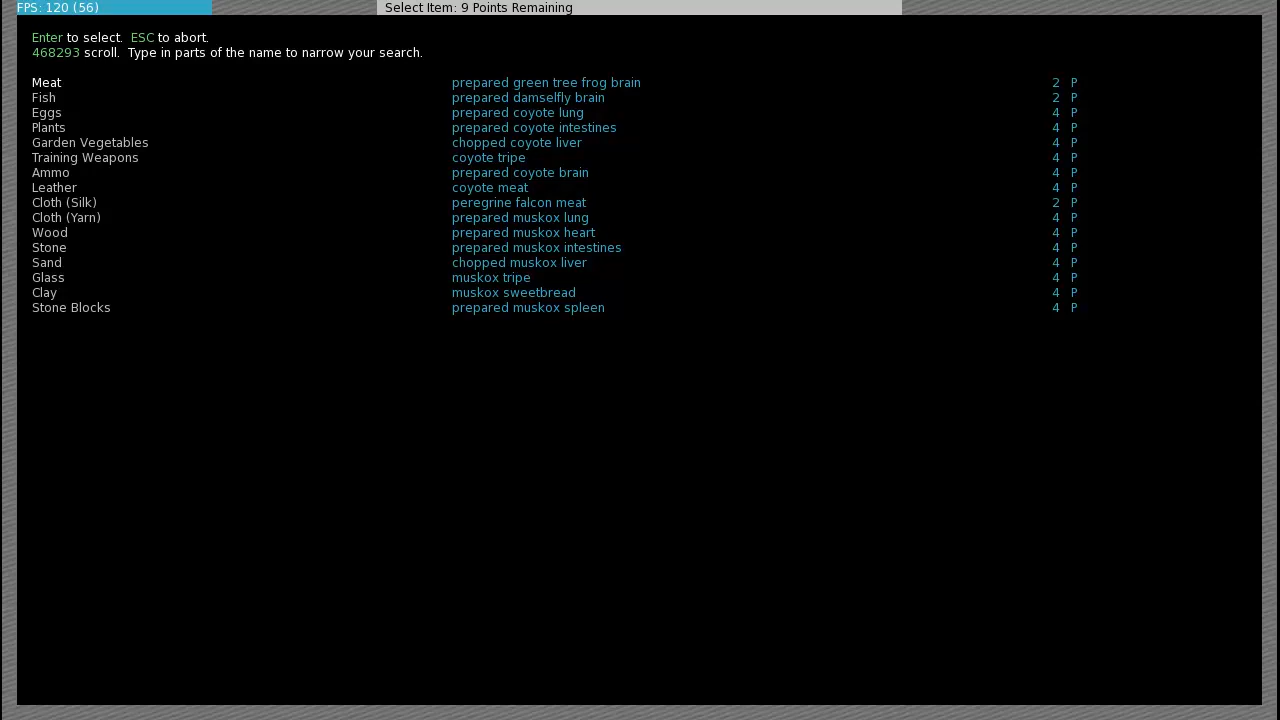 FPS: 120 (56) Select Item: 9 Points Remaining
Enter to select. ESC to abort.
468293 scroll. Type in parts of the name to narrow your search.
Meat prepared green tree frog brain 2 P
Fish prepared damselfly brain 2 P
Eggs prepared coyote lung 4 P
Plants prepared coyote intestines 4 P
Garden Vegetables chopped coyote liver 4 P
Training Weapons coyote tripe 4 P
Ammo prepared coyote brain 4 P
Leather coyote meat 4 P
Cloth (Silk) peregrine falcon meat 2 P
Cloth (Yarn) prepared muskox lung 4 P
Wood prepared muskox heart 4 P
Stone prepared muskox intestines 4 P
Sand chopped muskox liver 4 P
Glass muskox tripe 4 P
Clay muskox sweetbread 4 P
Stone Blocks prepared muskox spleen 4 P